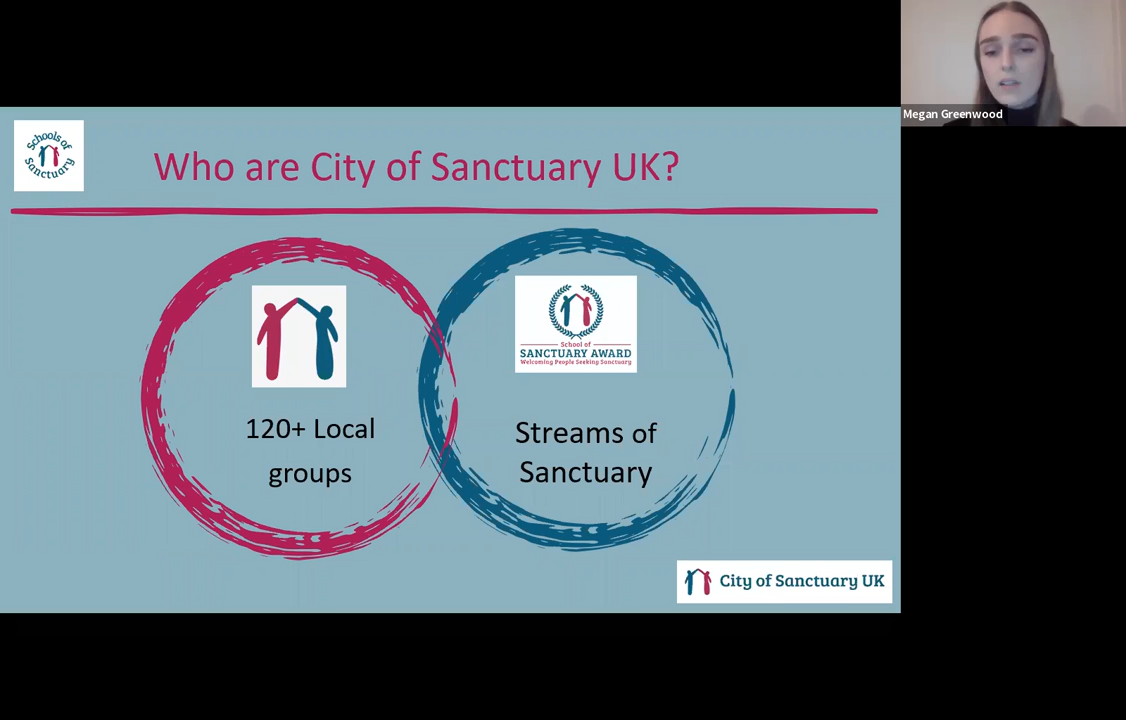 Megan Greenwood
Schools of
Sanctuary
Who are City of Sanctuary UK?
120+ Local
groups
School of
SANCTUARY AWARD
Welcoming People Seeking Sanctuary
Streams of
Sanctuary
City of Sanctuary UK